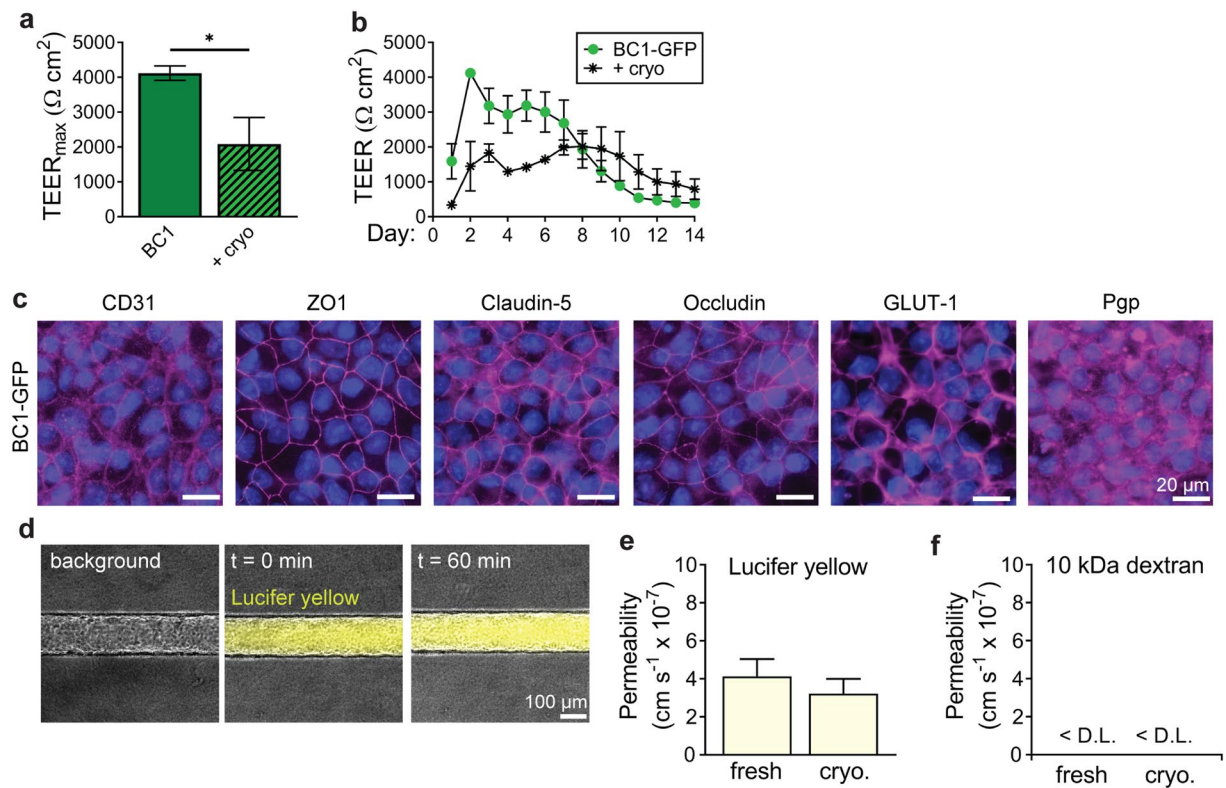 a
5000
4000
3000
2000
1000
0
TEERmax (Ω cm²)
*
BC1
+ cryo
b
5000
4000
3000
2000
1000
0
TEER (Ω cm²)
BC1-GFP
+ cryo
Day: 0 2 4 6 8 10 12 14
c
CD31 ZO1 Claudin-5 Occludin GLUT-1 Pgp
BC1-GFP
20 µm
d
background
t = 0 min
Lucifer yellow
t = 60 min
100 µm
e
Lucifer yellow
10
8
6
4
2
0
Permeability
(cm s⁻¹ x 10⁻⁷)
fresh cryo.
f
10 kDa dextran
10
8
6
4
2
0
Permeability
(cm s⁻¹ x 10⁻⁷)
< D.L. < D.L.
fresh cryo.